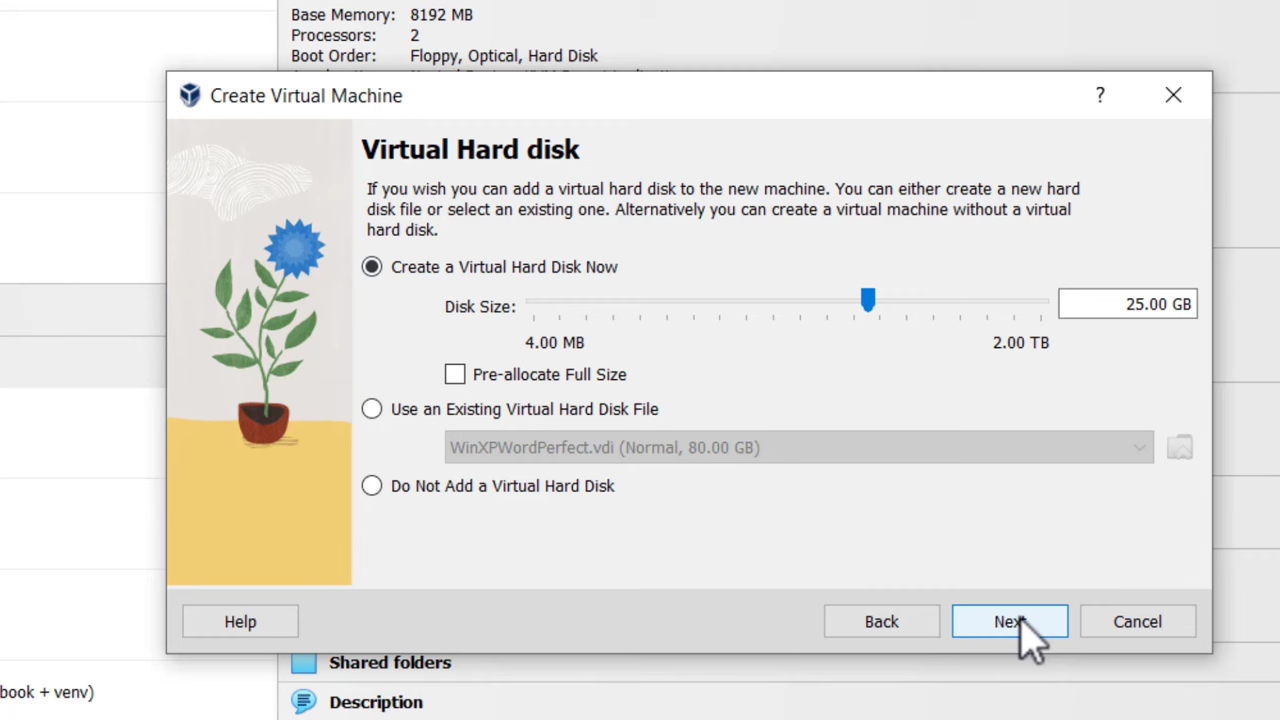 Base Memory: 8192 MB
Processors: 2
Boot Order: Floppy, Optical, Hard Disk
Create Virtual Machine
?
Virtual Hard disk
If you wish you can add a virtual hard disk to the new machine. You can either create a new hard
disk file or select an existing one. Alternatively you can create a virtual machine without a virtual
hard disk.
Create a Virtual Hard Disk Now
Disk Size:
25.00 GB
4.00 MB
2.00 TB
Pre-allocate Full Size
Use an Existing Virtual Hard Disk File
WinXPWordPerfect.vdi (Normal, 80.00 GB)
Do Not Add a Virtual Hard Disk
Help
Back
Next
Cancel
Shared folders
book + venv)
Description